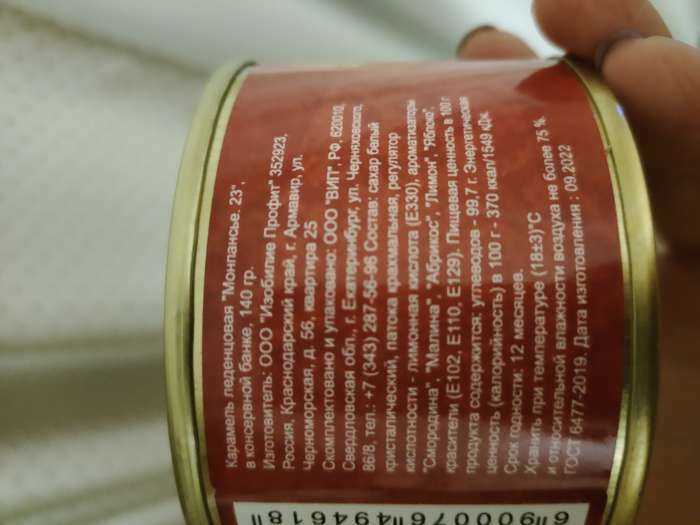 Карамель леденцовая "Монпансье. 23",
в консервной банке, 140 гр.
Изготовитель: ООО "Изобилие Профит" 352923,
Россия, Краснодарский край, г. Армавир, ул.
Черноморская, д. 56, квартира 25
Скомплектовано и упаковано: ООО "ВИП", РФ, 620010,
Свердловская обл., г. Екатеринбург, ул. Черняховского,
86/8, тел.: +7 (343) 287-56-96 Состав: сахар белый
кристалический, патока крахмальная, регулятор
кислотности - лимонная кислота (Е330), ароматизаторы
"Смородина", "Малина", "Абрикос", "Лимон", "Яблоко",
красители (Е102, Е110, Е129). Пищевая ценность в 100 г
продукта содержится: углеводов - 99,7 г. Энергетическая
ценность (калорийность) в 100 г - 370 ккал/1549 кДж
Срок годности: 12 месяцев.
Хранить при температуре (18±3)°С
и относительной влажности воздуха не более 75 %
ГОСТ 6477-2019. Дата изготовления : 09.2022
6 900076 494618